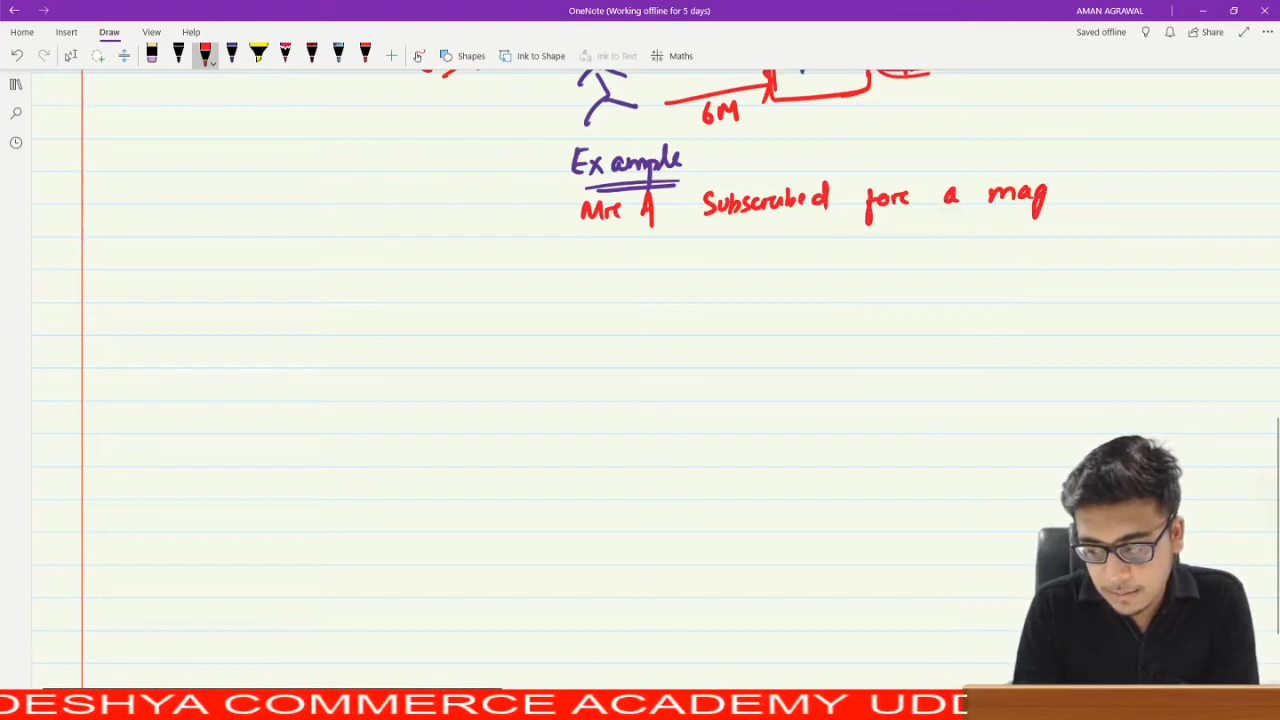 OneNote (Working offline for 5 days)
AMAN AGRAWAL
Home Insert Draw View Help
Saved offline
Share
Shapes Ink to Shape Ink to Text Maths
6M
Example
Mr A Subscribed for a mag
DESHYA COMMERCE ACADEMY UDD